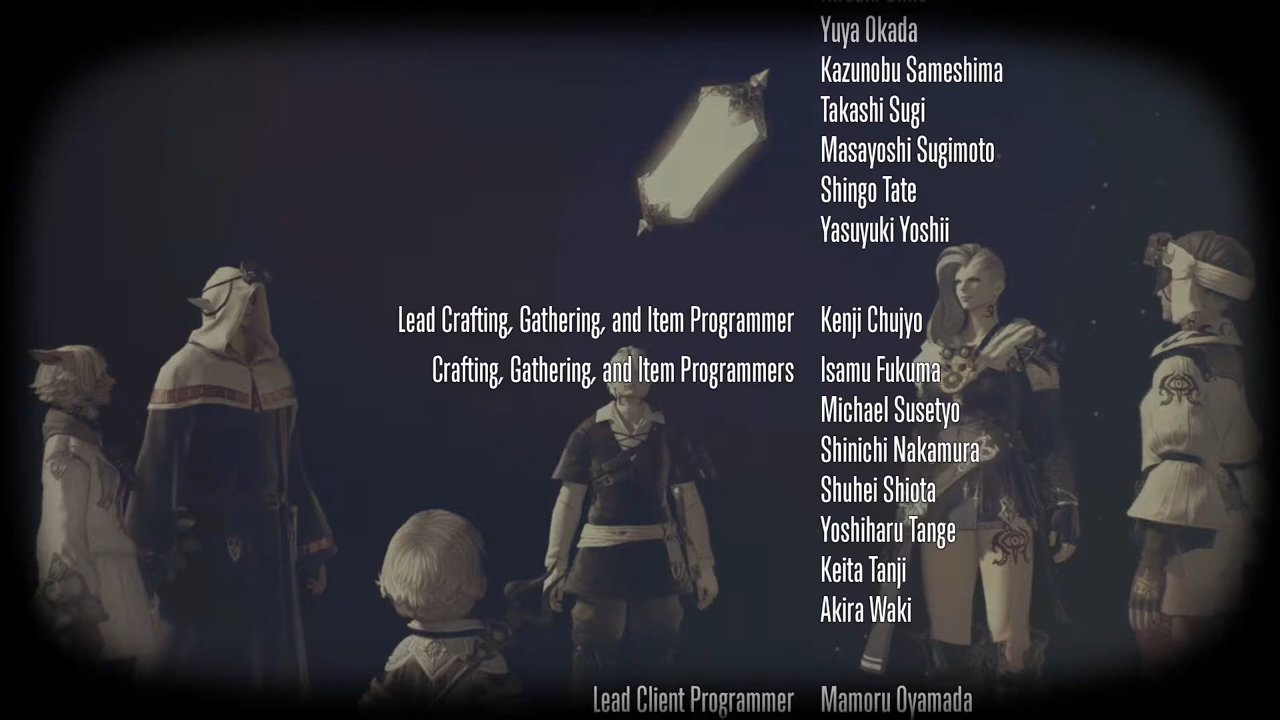 Yuya Okada
Kazunobu Sameshima
Takashi Sugi
Masayoshi Sugimoto
Shingo Tate
Yasuyuki Yoshii
Lead Crafting, Gathering, and Item Programmer Kenji Chujyo
Crafting, Gathering, and Item Programmers Isamu Fukuma
Michael Susetyo
Shinichi Nakamura
Shuhei Shiota
Yoshiharu Tange
Keita Tanji
Akira Waki
Lead Client Programmer Mamoru Oyamada